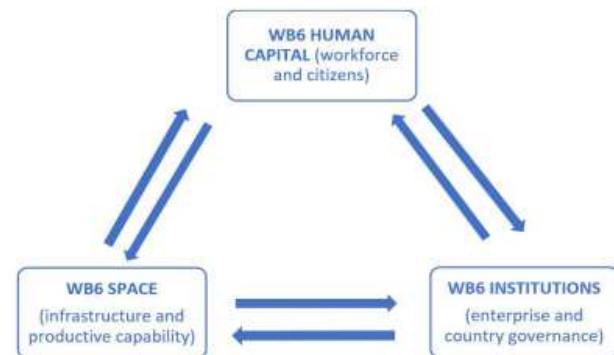 WB6 HUMAN
CAPITAL (workforce
and citizens)
WB6 SPACE
(infrastructure and
productive capability)
WB6 INSTITUTIONS
(enterprise and
country governance)